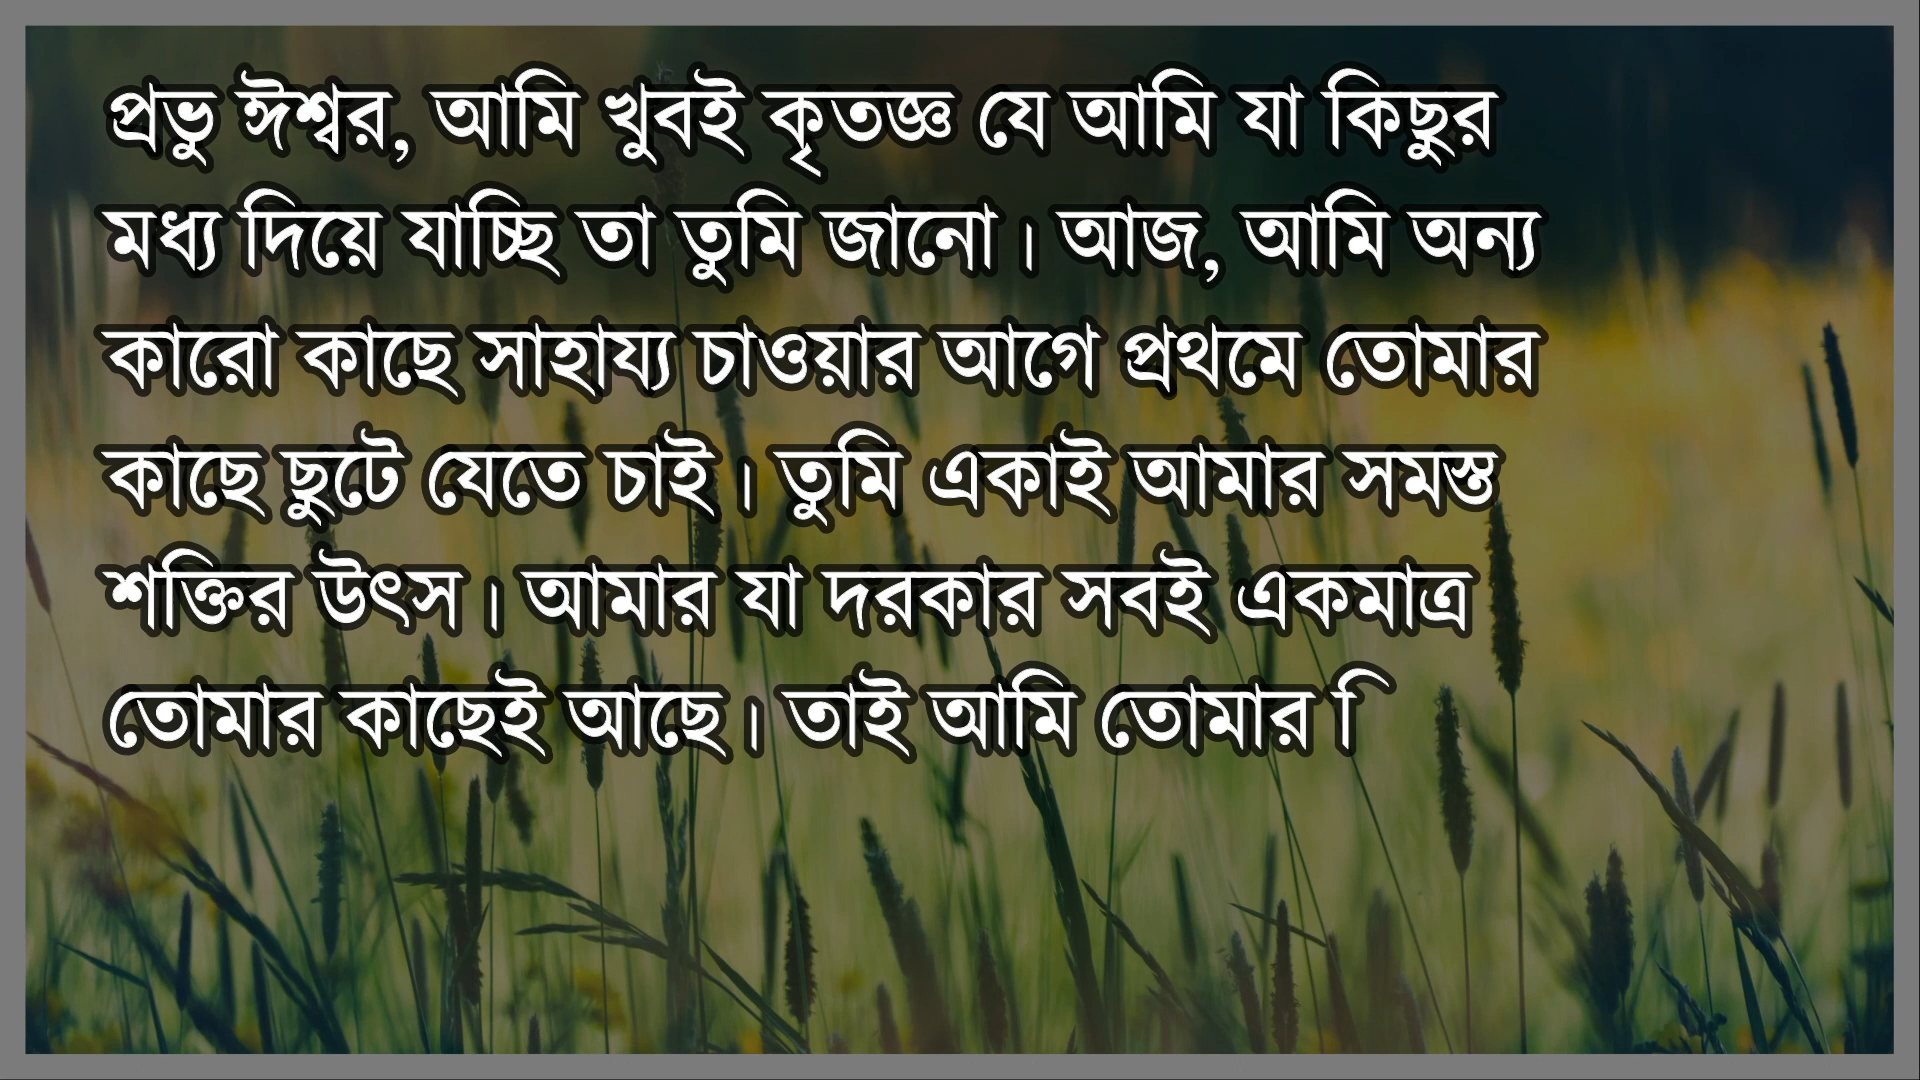 প্রভু ঈশ্বর, আমি খুবই কৃতজ্ঞ যে আমি যা কিছুর
মধ্য দিয়ে যাচ্ছি তা তুমি জানো। আজ, আমি অন্য
কারো কাছে সাহায্য চাওয়ার আগে প্রথমে তোমার
কাছে ছুটে যেতে চাই। তুমি একাই আমার সমস্ত
শক্তির উৎস। আমার যা দরকার সবই একমাত্র
তোমার কাছেই আছে। তাই আমি তোমার ি